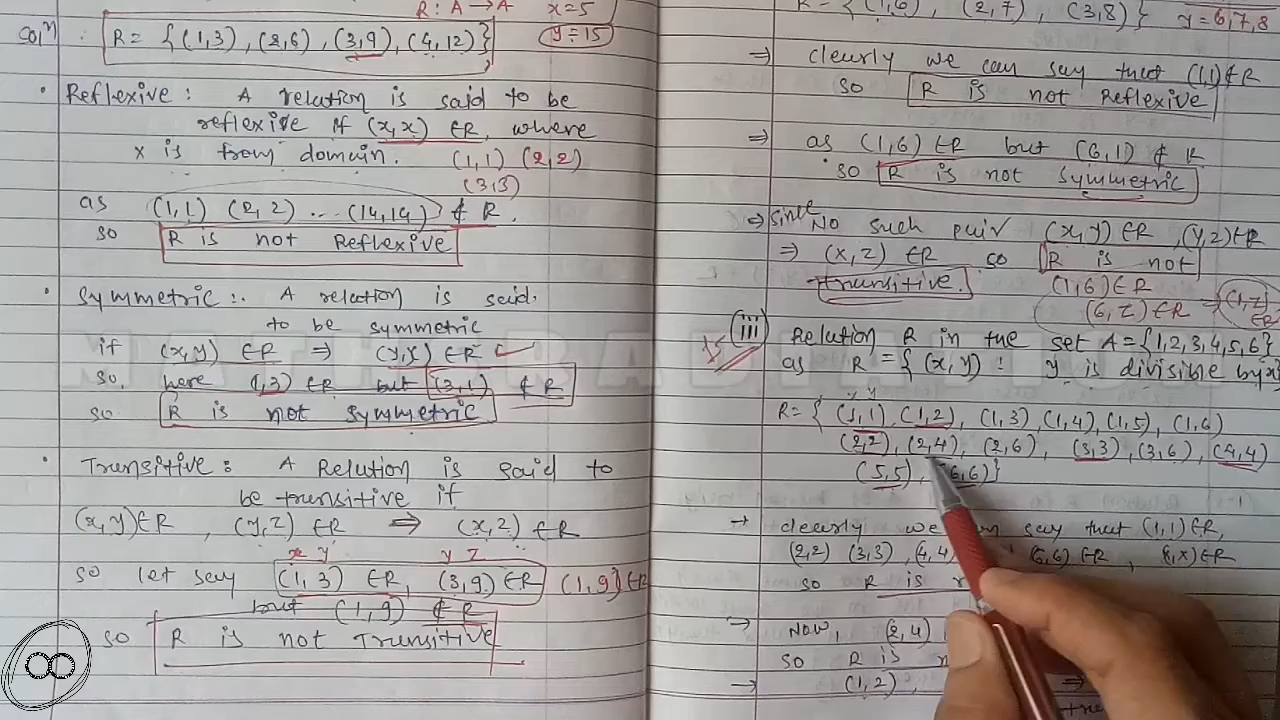 R : A → A x=5
Solⁿ : R = {(1,3), (2,6), (3,9), (4,12)} y=15
• Reflexive : A relation is said to be
reflexive if (x,x) ∈R, where
x is from domain. (1,1) (2,2)
(3,3)
as (1,1) (2,2) ... (14,14) ∉ R.
so R is not Reflexive
• Symmetric :. A relation is said.
to be symmetric
if (x,y) ∈R ⇒ (y,x) ∈R
so, here (1,3) ∈R but (3,1) ∉ R
so R is not symmetric
• Transitive : A Relation is said to
be transitive if
(x,y)∈R, (y,z) ∈R ⇒ (x,z) ∈R
x y y z
so let say (1,3) ∈R, (3,9) ∈R (1,9) ∈R
but (1,9) ∉ R
so R is not Transitive
R = {(1,6), (2,7), (3,8)} y=6,7,8
⇒ clearly we can say that (1,1)∉R
so R is not Reflexive
⇒ as (1,6) ∈R but (6,1) ∉ R
so R is not symmetric
⇒ since No such pair (x,y) ∈R, (y,z)∈R
⇒ (x,z) ∈R so R is not
transitive. (1,6)∈R
(6,z)∈R ⇒ (1,z) ∈R
(iii) Relation R in the set A={1,2,3,4,5,6}
as R = {(x,y) : y is divisible by x
x y
R= { (1,1), (1,2), (1,3), (1,4), (1,5), (1,6)
(2,2), (2,4), (2,6), (3,3), (3,6), (4,4)
(5,5), (6,6)}
→ clearly we say that (1,1)∈R,
(2,2) (3,3), (4,4) (6,6) ∈R, (x,x)∈R
so R is
→ Now, (2,4)
so R is
→ (1,2), ⇒